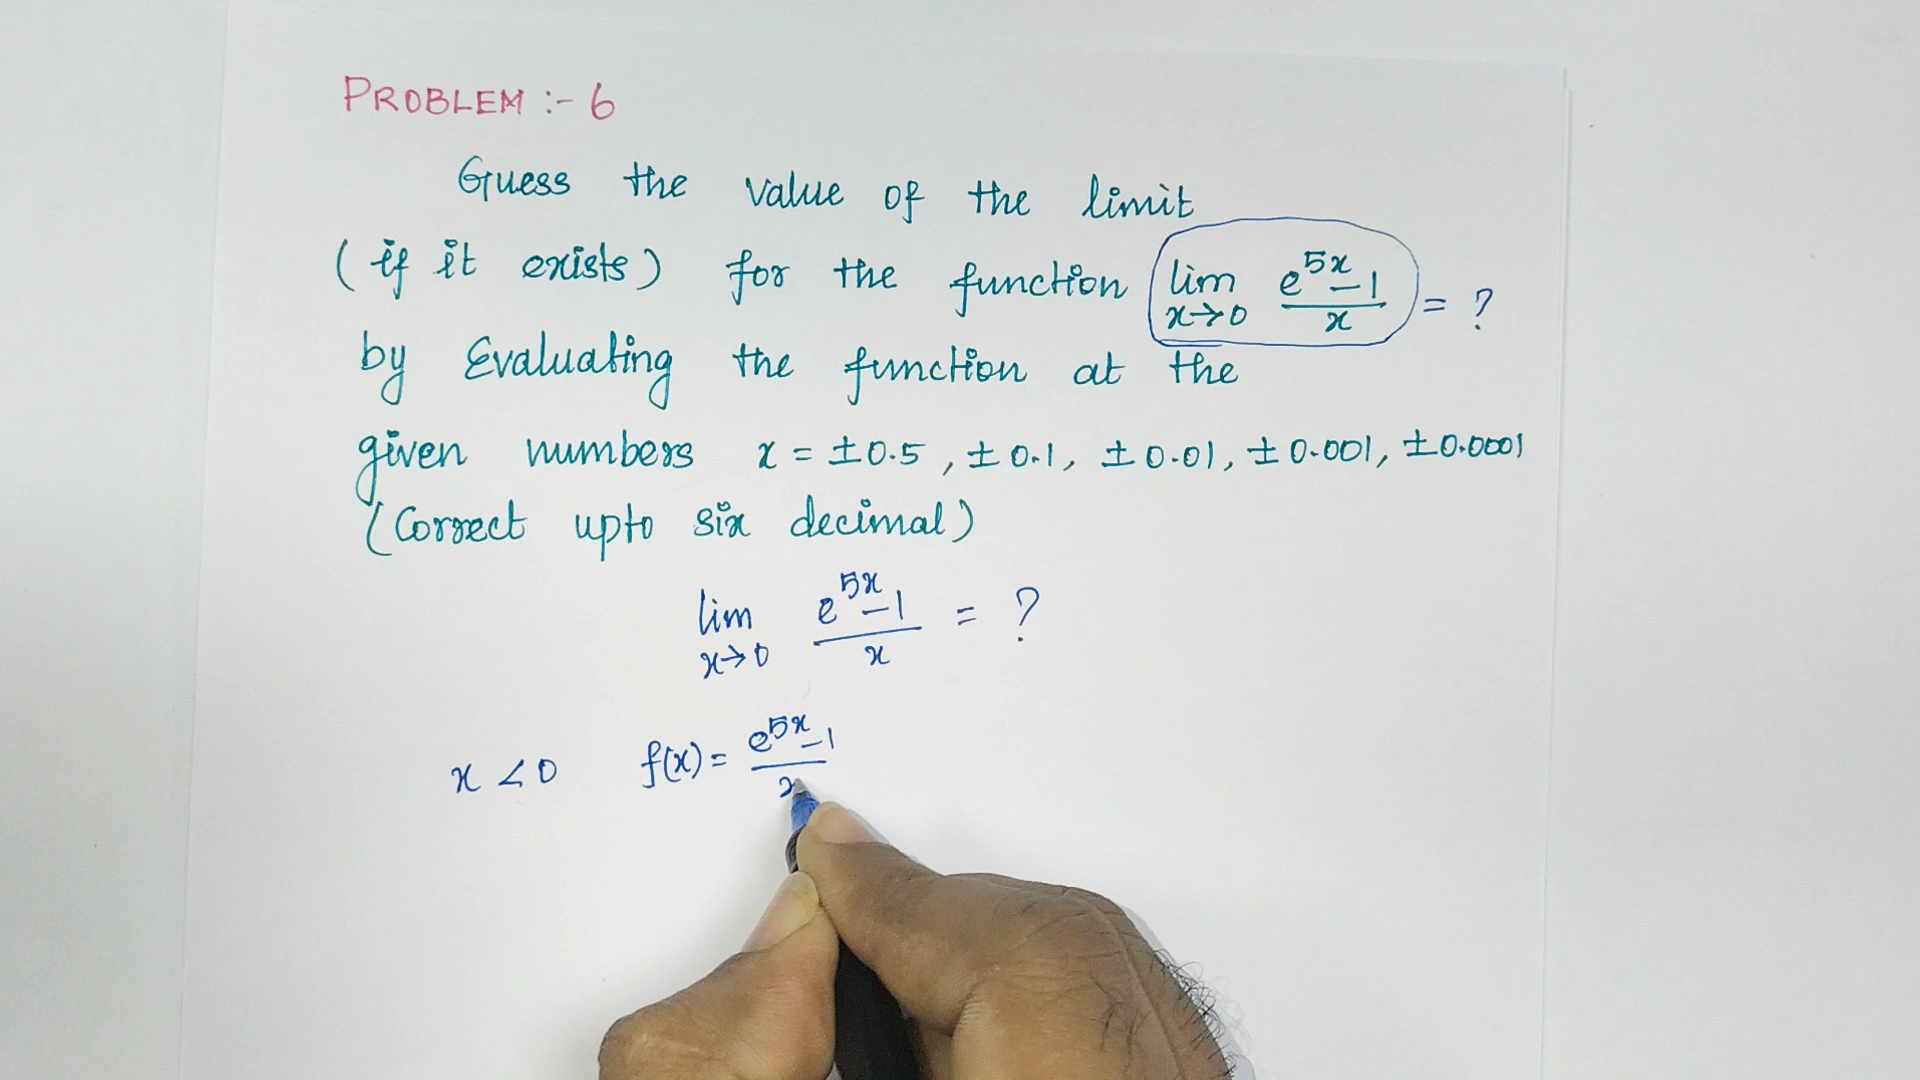 PROBLEM :- 6
Guess the value of the limit
(if it exists) for the function lim x→0 e^5x-1/x = ?
by Evaluating the function at the
given numbers x = ±0.5, ±0.1, ±0.01, ±0.001, ±0.0001
(Correct upto six decimal)
lim x→0 e^5x-1/x = ?
x < 0 f(x) = e^5x-1/x